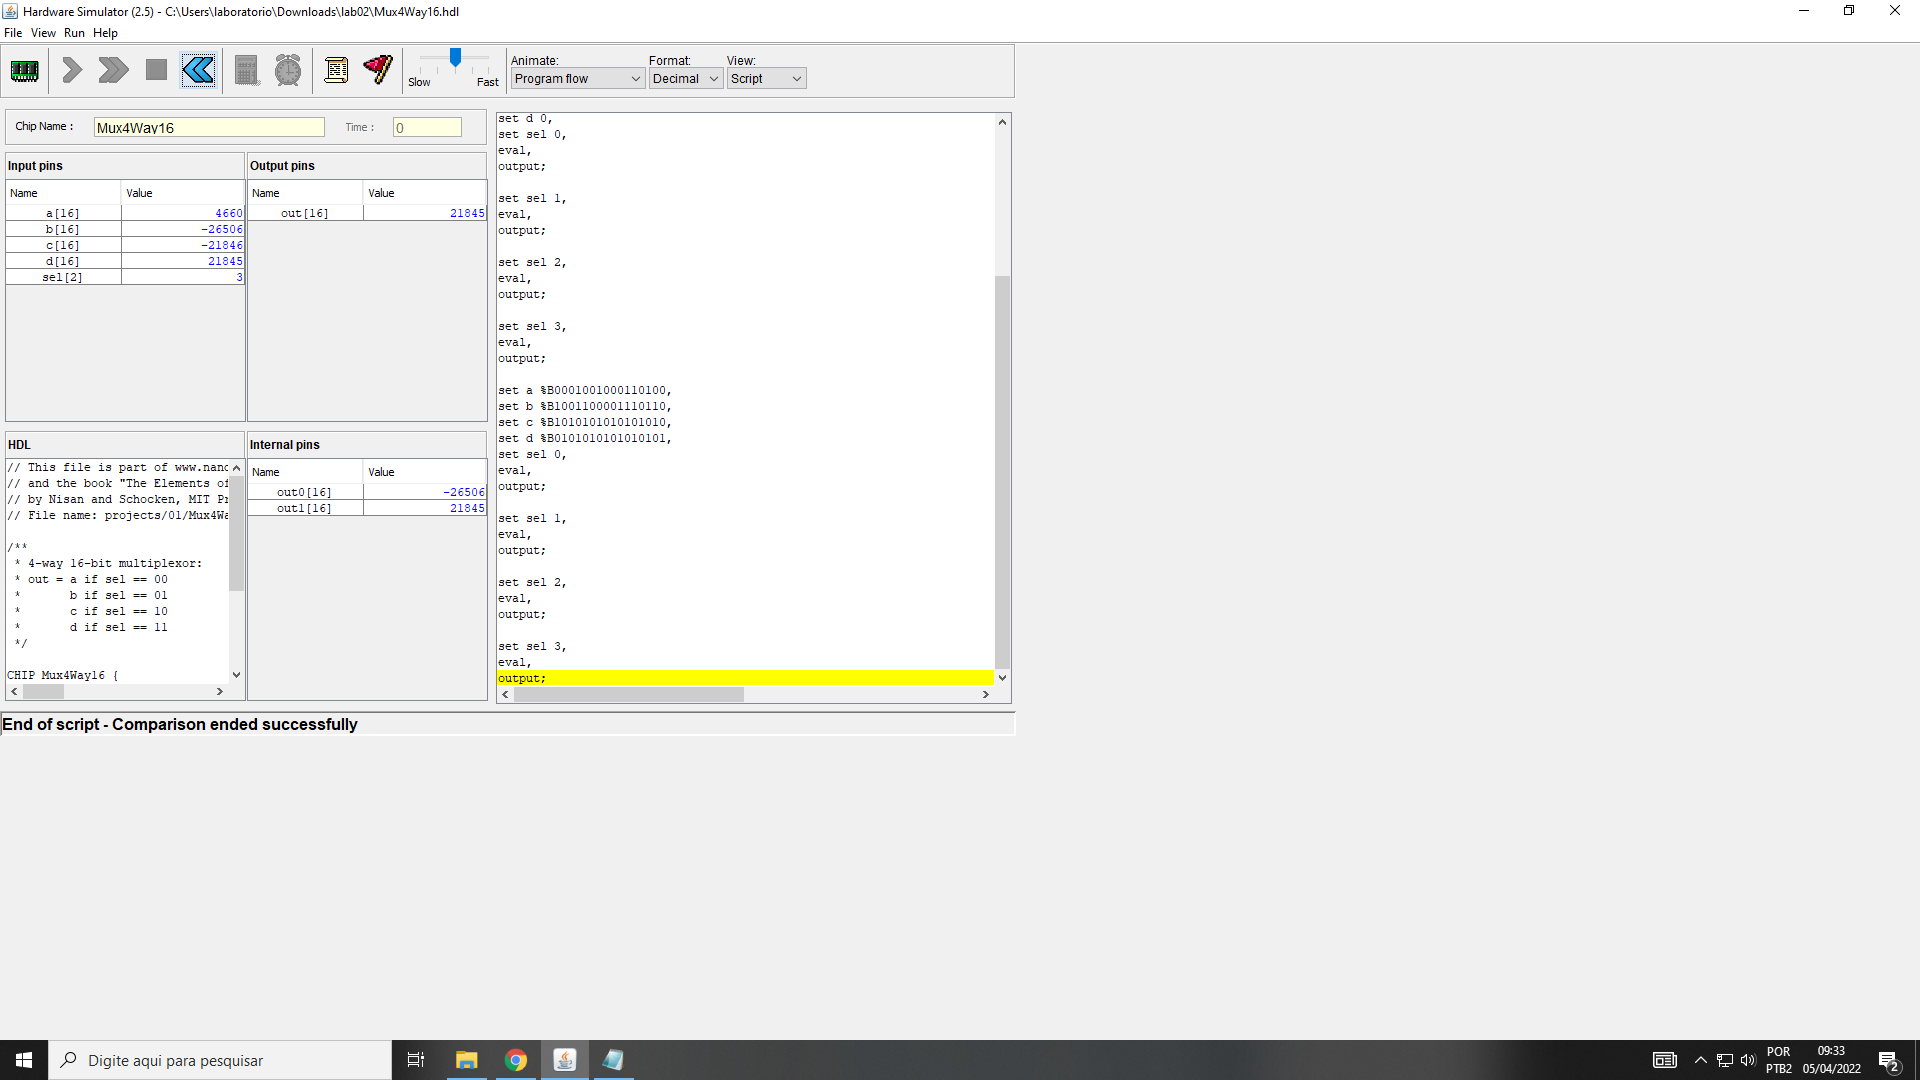 Hardware Simulator (2.5) - C:\Users\laboratorio\Downloads\lab02\Mux4Way16.hdl
File View Run Help
Slow Fast
Animate: Format: View:
Program flow Decimal Script
Chip Name : Mux4Way16 Time : 0
Input pins
Name Value
a[16] 4660
b[16] -26506
c[16] -21846
d[16] 21845
sel[2] 3
Output pins
Name Value
out[16] 21845
HDL
// This file is part of www.nand
// and the book "The Elements of
// by Nisan and Schocken, MIT Pr
// File name: projects/01/Mux4Wa
/**
* 4-way 16-bit multiplexor:
* out = a if sel == 00
* b if sel == 01
* c if sel == 10
* d if sel == 11
*/
CHIP Mux4Way16 {
Internal pins
Name Value
out0[16] -26506
out1[16] 21845
set d 0,
set sel 0,
eval,
output;
set sel 1,
eval,
output;
set sel 2,
eval,
output;
set sel 3,
eval,
output;
set a %B0001001000110100,
set b %B1001100001110110,
set c %B1010101010101010,
set d %B0101010101010101,
set sel 0,
eval,
output;
set sel 1,
eval,
output;
set sel 2,
eval,
output;
set sel 3,
eval,
output;
End of script - Comparison ended successfully
Digite aqui para pesquisar
POR
PTB2
09:33
05/04/2022
2